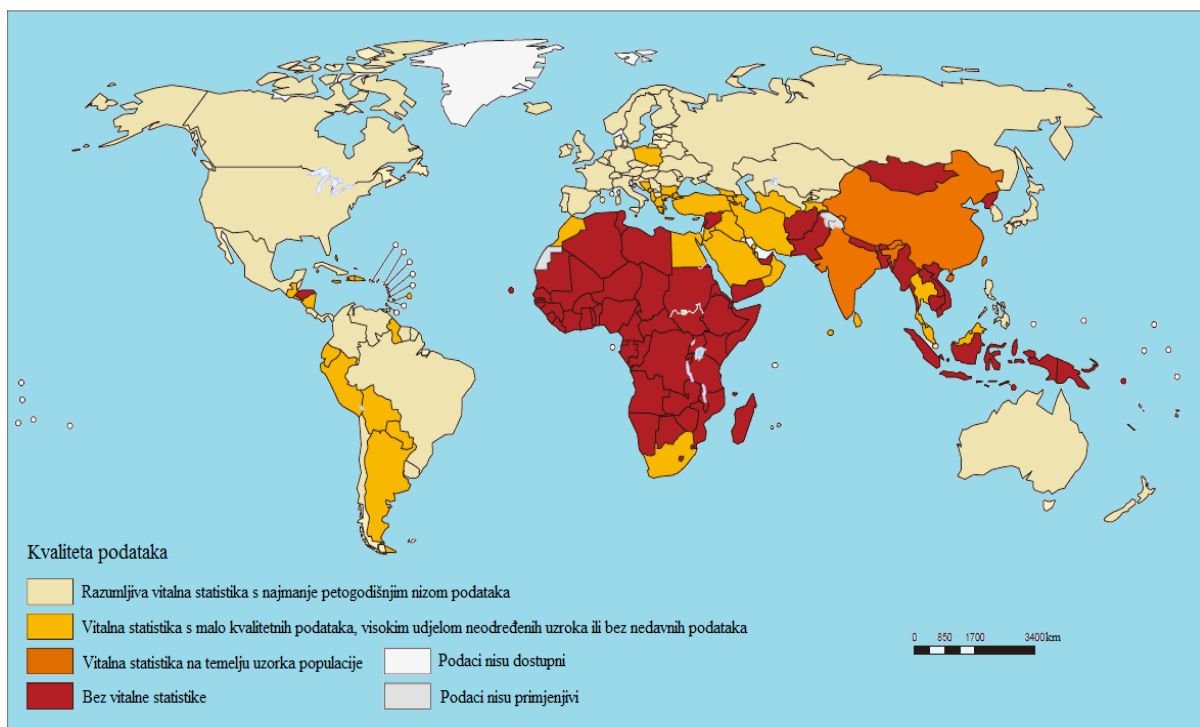 Kvaliteta podataka
Razumljiva vitalna statistika s najmanje petogodišnjim nizom podataka
Vitalna statistika s malo kvalitetnih podataka, visokim udjelom neodređenih uzroka ili bez nedavnih podataka
Vitalna statistika na temelju uzorka populacije
Podaci nisu dostupni
Bez vitalne statistike
Podaci nisu primjenjivi
0 850 1700 3400km